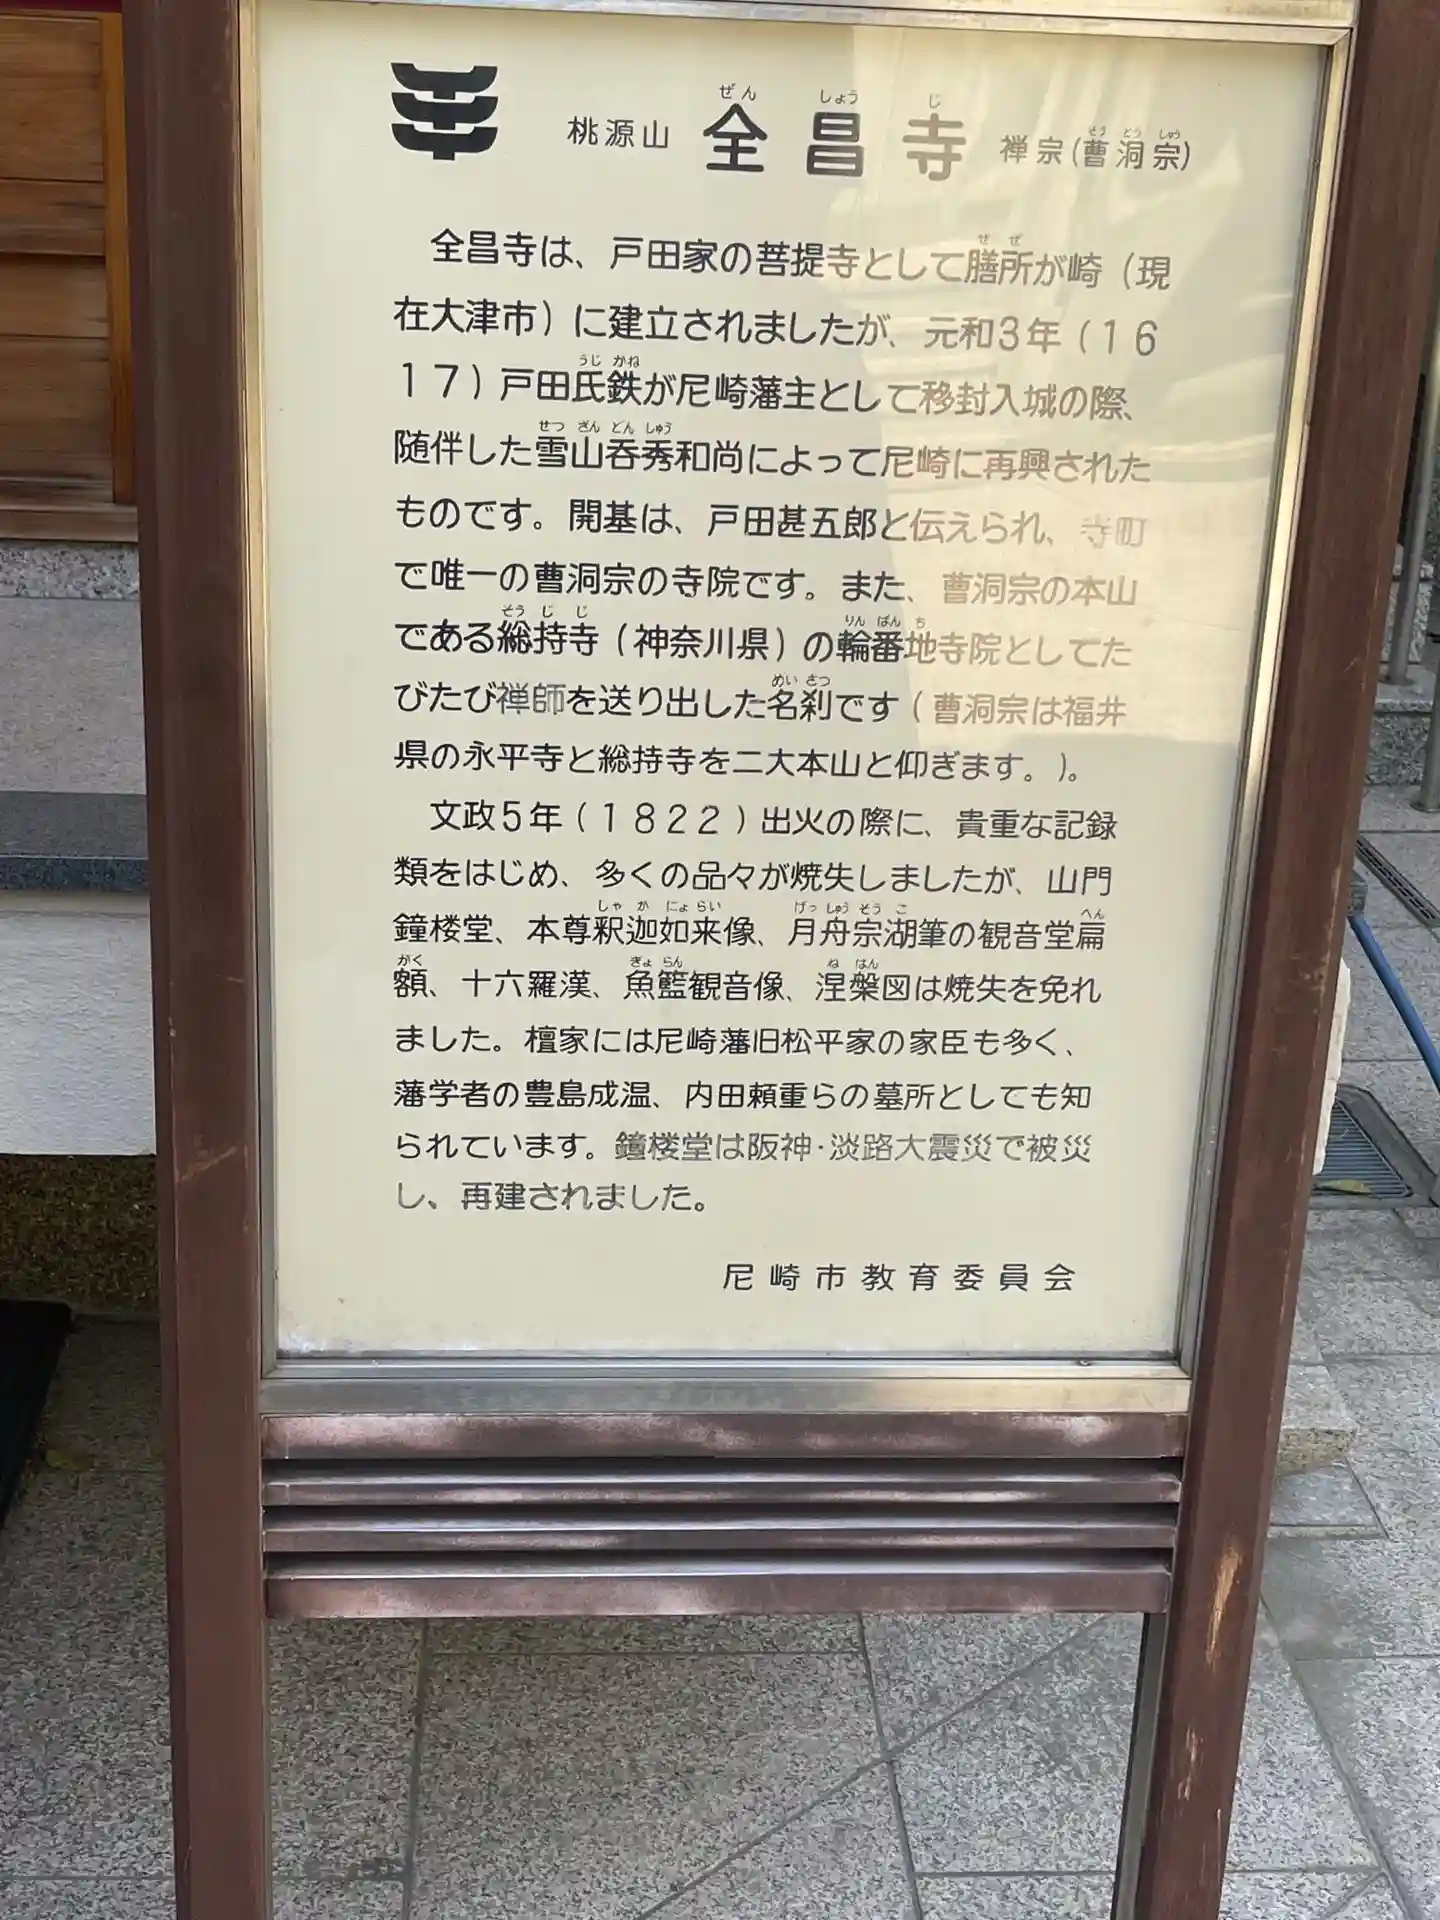 桃源山 全昌寺 禅宗(曹洞宗)
全昌寺は、戸田家の菩提寺として膳所が崎（現
在大津市）に建立されましたが、元和3年（16
17）戸田氏鉄が尼崎藩主として移封入城の際、
随伴した雪山呑秀和尚によって尼崎に再興された
ものです。開基は、戸田甚五郎と伝えられ、寺町
で唯一の曹洞宗の寺院です。また、曹洞宗の本山
である総持寺（神奈川県）の輪番地寺院としてた
びたび禅師を送り出した名刹です（曹洞宗は福井
県の永平寺と総持寺を二大本山と仰ぎます。）。
文政5年（1822）出火の際に、貴重な記録
類をはじめ、多くの品々が焼失しましたが、山門
鐘楼堂、本尊釈迦如来像、月舟宗湖筆の観音堂扁
額、十六羅漢、魚籃観音像、涅槃図は焼失を免れ
ました。檀家には尼崎藩旧松平家の家臣も多く、
藩学者の豊島成温、内田頼重らの墓所としても知
られています。鐘楼堂は阪神・淡路大震災で被災
し、再建されました。
尼崎市教育委員会